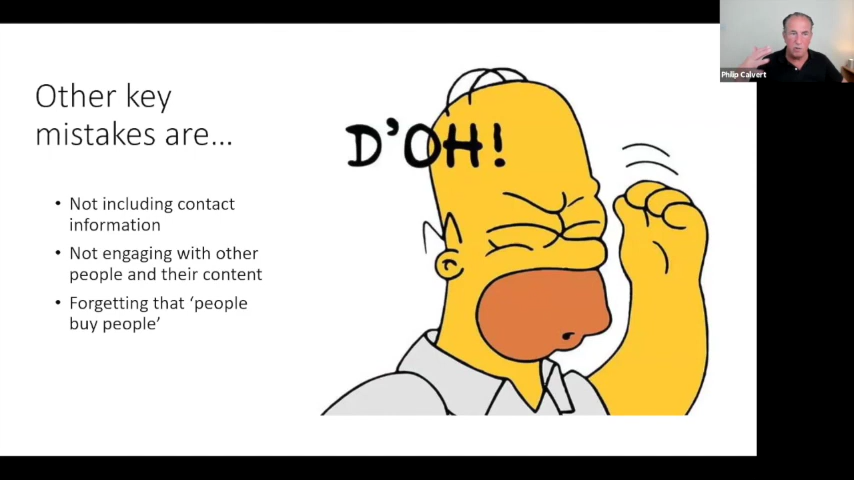 Other key
mistakes are...
D'OH!
• Not including contact
information
• Not engaging with other
people and their content
• Forgetting that ‘people
buy people’
Philip Calvert